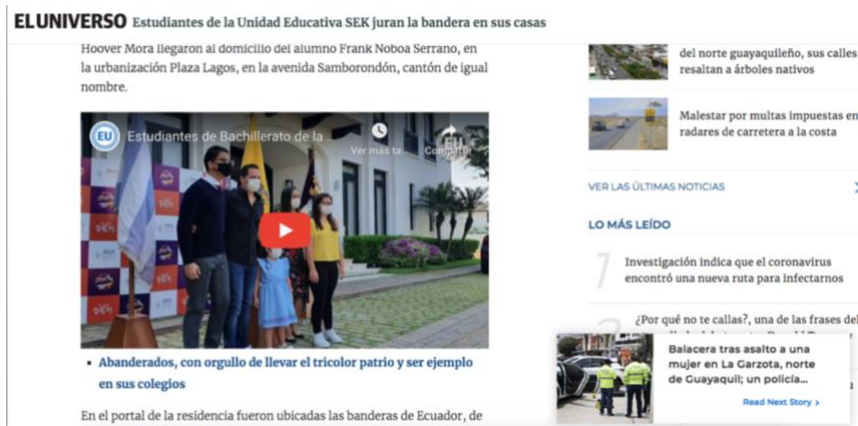 EL UNIVERSO Estudiantes de la Unidad Educativa SEK juran la bandera en sus casas
Hoover Mora llegaron al domicilio del alumno Frank Noboa Serrano, en
la urbanización Plaza Lagos, en la avenida Samborondón, cantón de igual
nombre.
EU
Estudiantes de Bachillerato de la ...
Ver más ta...
Compartir
Abanderados, con orgullo de llevar el tricolor patrio y ser ejemplo
en sus colegios
En el portal de la residencia fueron ubicadas las banderas de Ecuador, de
del norte guayaquileño, sus calles
resaltan a árboles nativos
Malestar por multas impuestas en
radares de carretera a la costa
VER LAS ÚLTIMAS NOTICIAS
LO MÁS LEÍDO
1
Investigación indica que el coronavirus
encontró una nueva ruta para infectarnos
2
¿Por qué no te callas?, una de las frases del
Balacera tras asalto a una
mujer en La Garzota, norte
de Guayaquil; un policía...
Read Next Story >